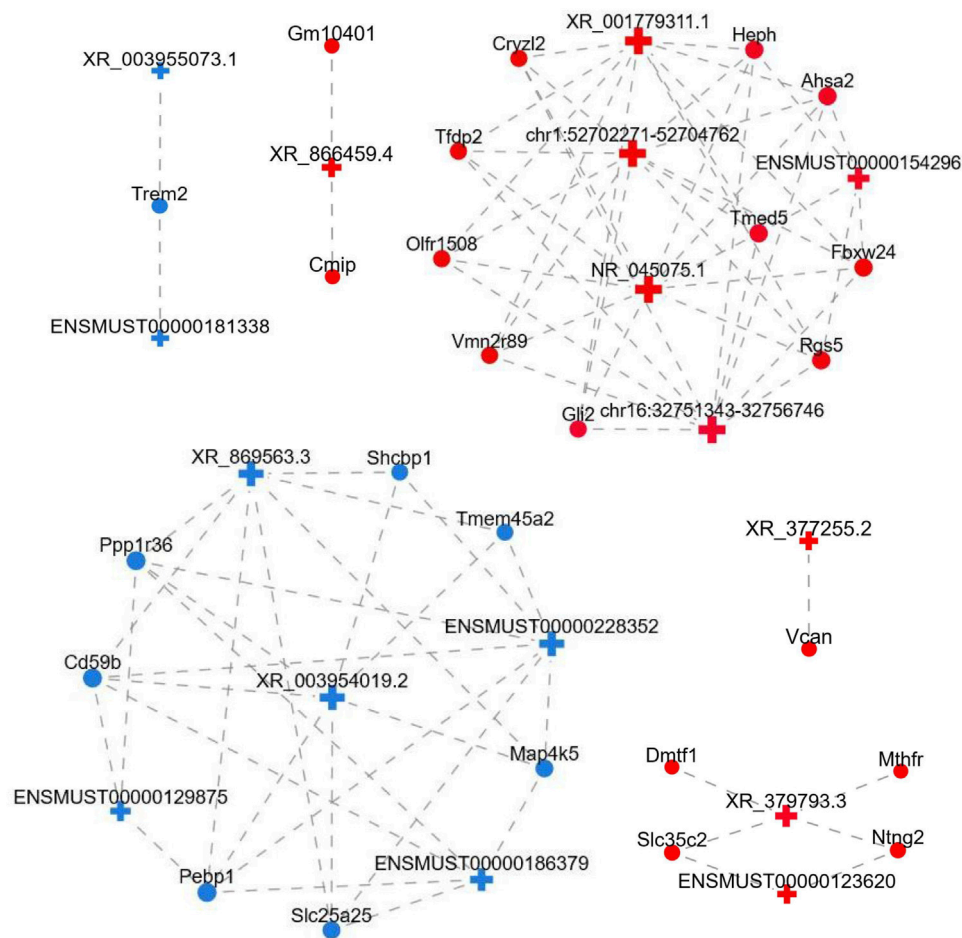 XR_001779311.1
Gm10401
Heph
Cryzl2
XR_003955073.1
Ahsa2
Tfdp2
chr1:52702271-52704762
XR_866459.4
ENSMUST00000154296
Trem2
Tmed5
Olfr1508
Fbxw24
Cmip
NR_045075.1
ENSMUST00000181338
Vmn2r89
Rgs5
Gli2
chr16:32751343-32756746
XR_869563.3
Shcbp1
Tmem45a2
XR_377255.2
Ppp1r36
ENSMUST00000228352
Vcan
Cd59b
XR_003954019.2
Map4k5
Dmtf1
Mthfr
ENSMUST00000129875
XR_379793.3
Slc35c2
Ntng2
Pebp1
ENSMUST00000186379
ENSMUST00000123620
Slc25a25